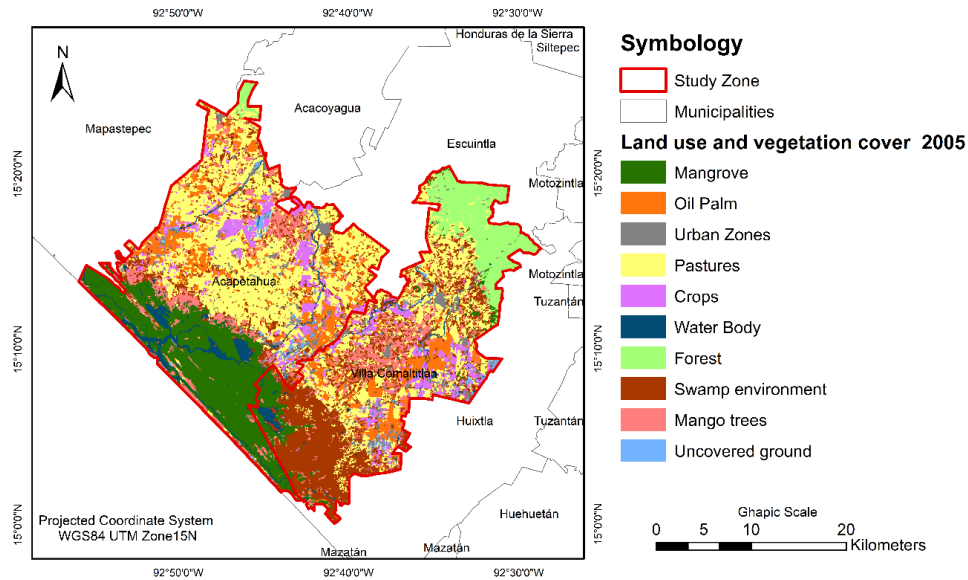 92°50'0"W 92°40'0"W 92°30'0"W
Honduras de la Sierra
Siltepec
N
Acacoyagua
Mapastepec
Escuintla
15°20'0"N
15°20'0"N
Motozintla
Motozintla
Acapetahua
Tuzantán
15°10'0"N
15°10'0"N
Villa Comaltitlán
Huixtla
Tuzantán
Huehuetán
15°0'0"N
15°0'0"N
Projected Coordinate System
WGS84 UTM Zone15N
Mazatán
Mazatán
92°50'0"W 92°40'0"W 92°30'0"W
Symbology
Study Zone
Municipalities
Land use and vegetation cover 2005
Mangrove
Oil Palm
Urban Zones
Pastures
Crops
Water Body
Forest
Swamp environment
Mango trees
Uncovered ground
Ghapic Scale
0 5 10 20
Kilometers